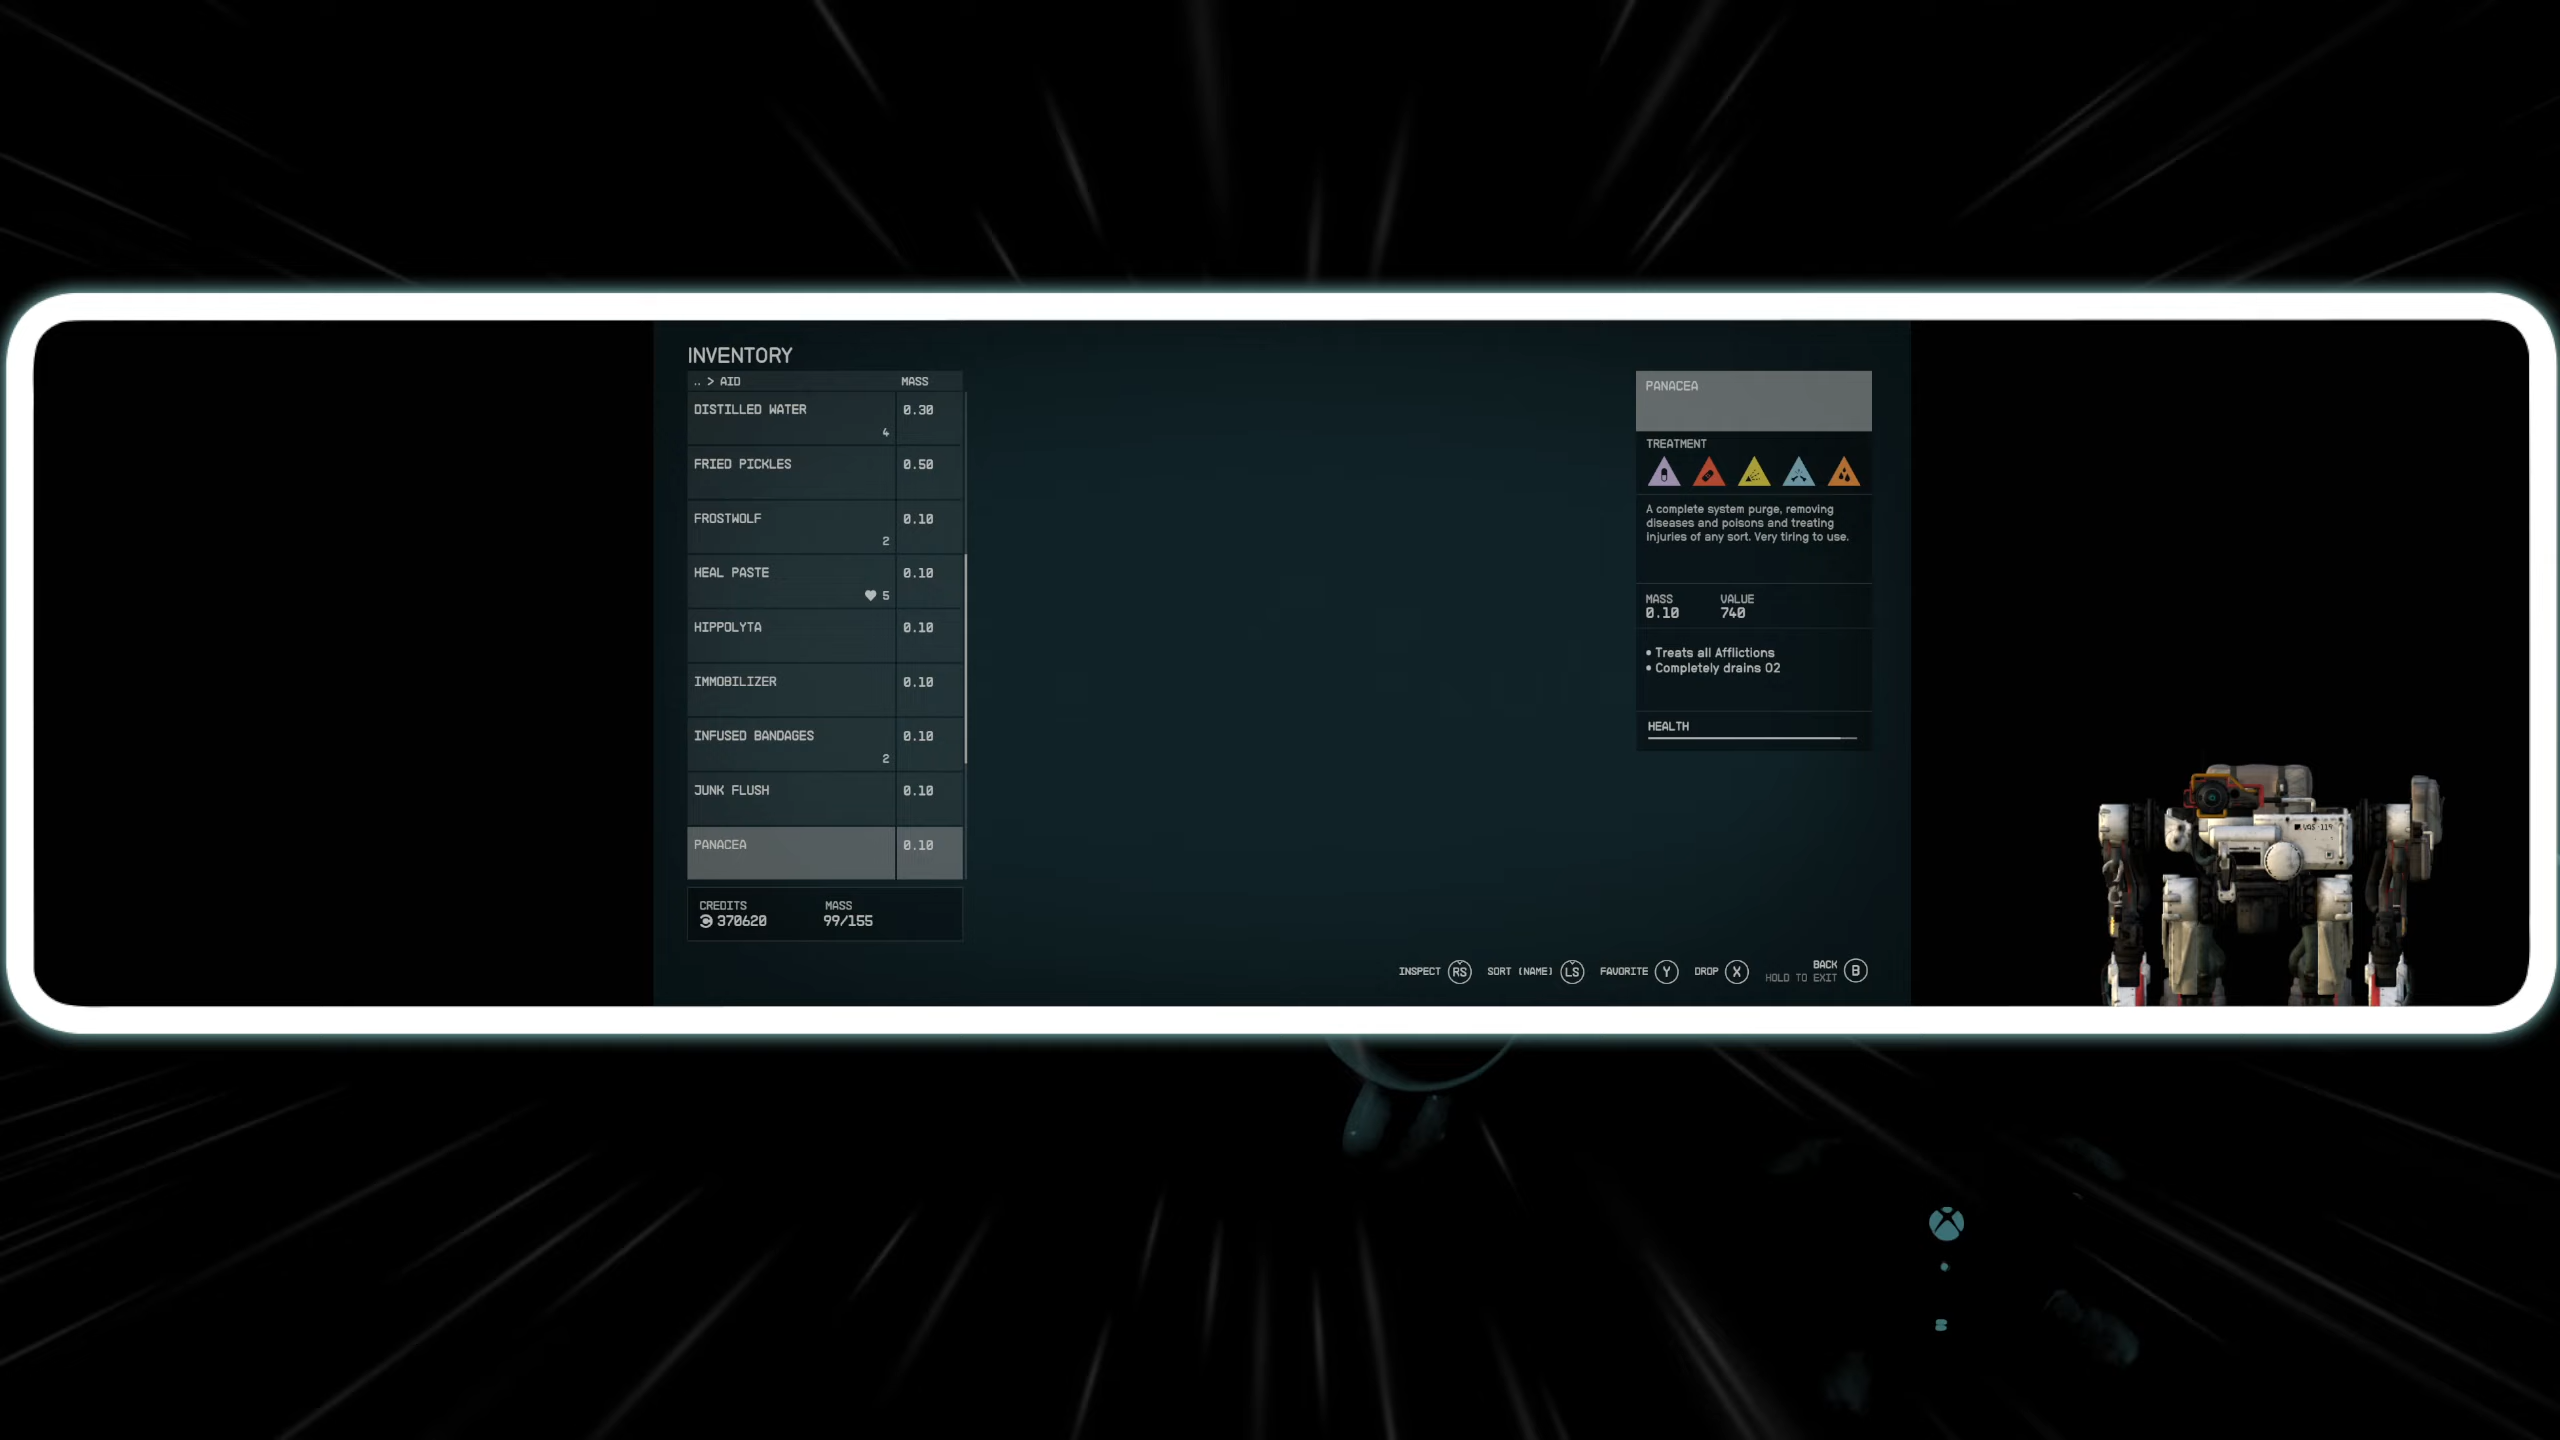 INVENTORY
.. > AID MASS
DISTILLED WATER 0.30
4
FRIED PICKLES 0.50
FROSTWOLF 0.10
2
HEAL PASTE 0.10
5
HIPPOLYTA 0.10
IMMOBILIZER 0.10
INFUSED BANDAGES 0.10
2
JUNK FLUSH 0.10
PANACEA 0.10
CREDITS MASS
370620 99/155
PANACEA
TREATMENT
A complete system purge, removing
diseases and poisons and treating
injuries of any sort. Very tiring to use.
MASS VALUE
0.10 740
• Treats all Afflictions
• Completely drains O2
HEALTH
INSPECT RS SORT (NAME) LS FAVORITE Y DROP X BACK B
HOLD TO EXIT